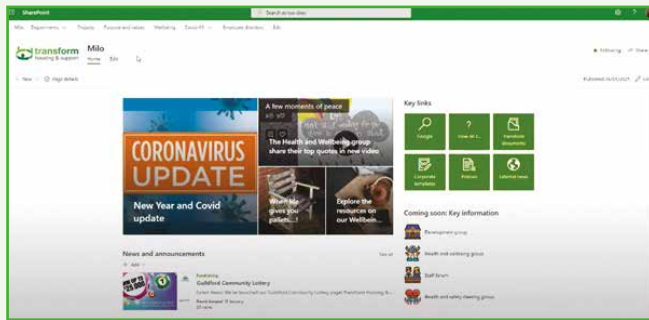 SharePoint
Search across sites
Milo Departments Projects Purpose and values Wellbeing Covid-19 Employee directory Edit
transform
housing & support
Milo
Home Edit
Following Share
New Page details
Published
A few moments of peace
The Health and Wellbeing group
share their top quotes in new video
CORONAVIRUS
UPDATE
New Year and Covid
update
When life
gives you
pallets...!
Explore the
resources on
our Wellbein...
Key links
Google
Transform
documents
Corporate
templates
Policies
External news
Coming soon: Key information
Development group
Health and wellbeing group
Staff forum
Health and safety steering group
News and announcements
See all
Add
Fundraising
Guildford Community Lottery